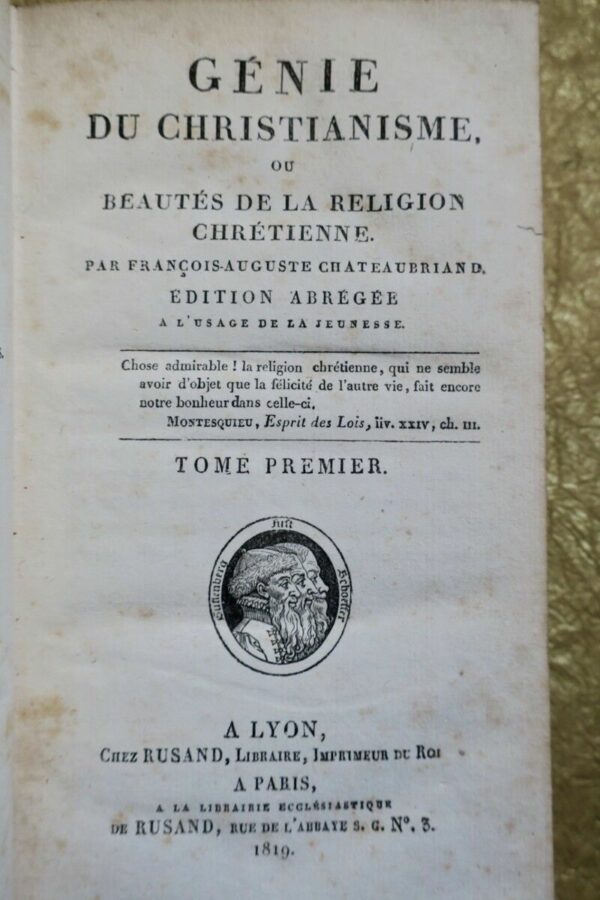 GÉNIE
DU CHRISTIANISME,
OU
BEAUTÉS DE LA RELIGION
CHRÉTIENNE.
PAR FRANÇOIS-AUGUSTE CHATEAUBRIAND.
EDITION ABRÉGÉE
A L'USAGE DE LA JEUNESSE.
Chose admirable ! la religion chrétienne, qui ne semble
avoir d'objet que la félicité de l'autre vie, fait encore
notre bonheur dans celle-ci.
MONTESQUIEU, Esprit des Lois, liv. XXIV, ch. III.
TOME PREMIER.
Gutenberg
Fust
Schoeffer
A LYON,
CHEZ RUSAND, LIBRAIRE, IMPRIMEUR DU ROI
A PARIS,
A LA LIBRAIRIE ECCLÉSIASTIQUE
DE RUSAND, RUE DE L'ABBAYE S. G. N°. 3.
1819.